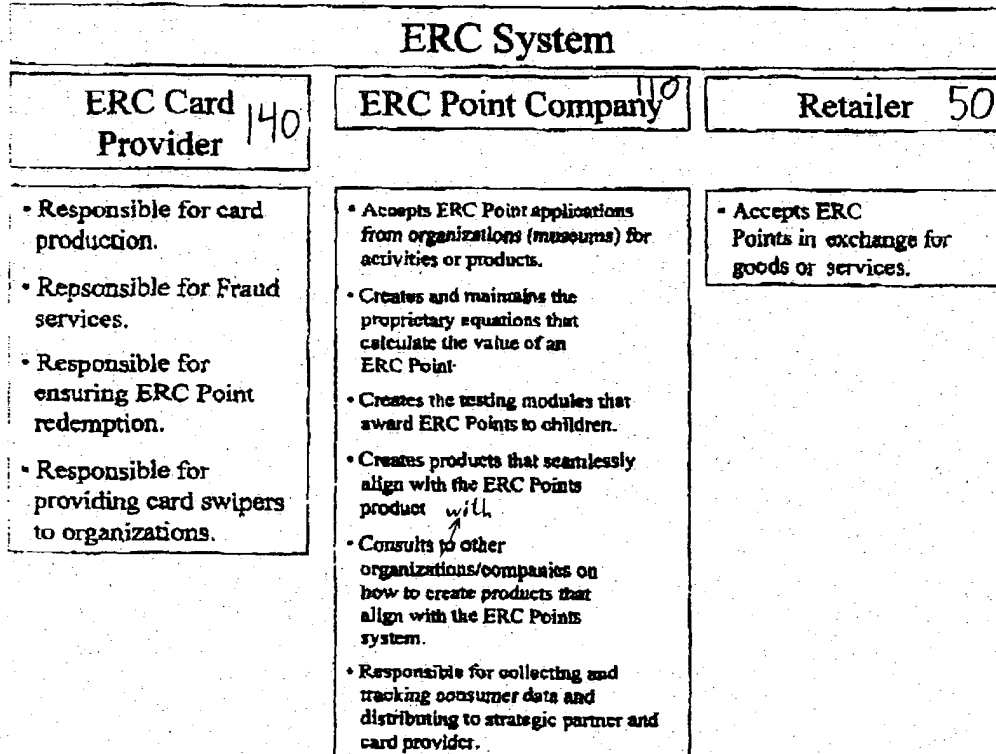 ERC System
ERC Card
Provider 140
ERC Point Company 110
Retailer 50
• Responsible for card
production.
• Repsonsible for Fraud
services.
• Responsible for
ensuring ERC Point
redemption.
• Responsible for
providing card swipers
to organizations.
• Accepts ERC Point applications
from organizations (museums) for
activities or products.
• Creates and maintains the
proprietary equations that
calculate the value of an
ERC Point.
• Creates the testing modules that
award ERC Points to children.
• Creates products that seamlessly
align with the ERC Points
product
with
• Consults to other
organizations/companies on
how to create products that
align with the ERC Points
system.
• Responsible for collecting and
tracking consumer data and
distributing to strategic partner and
card provider.
• Accepts ERC
Points in exchange for
goods or services.